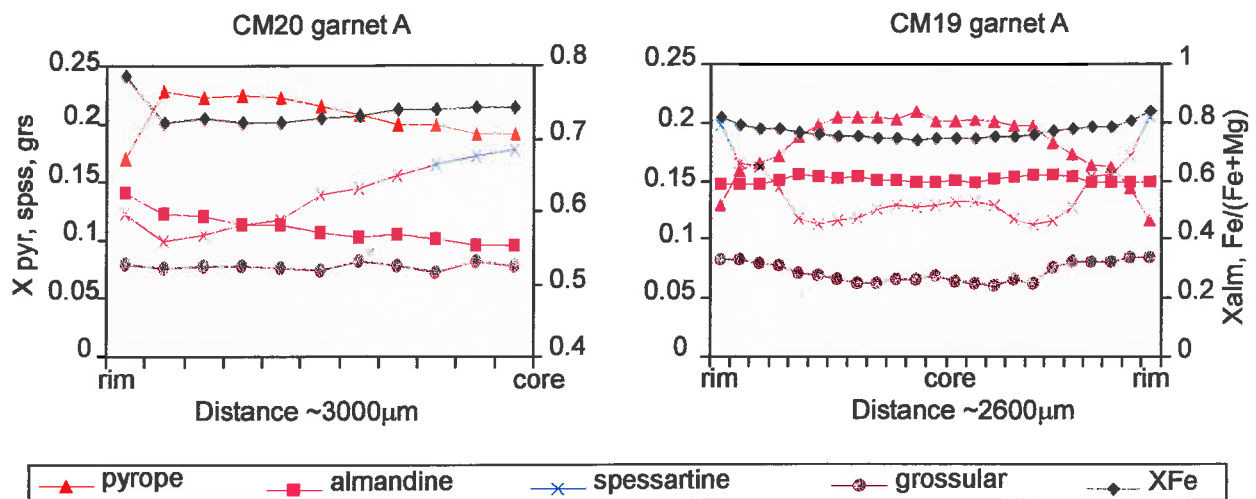 CM20 garnet A
CM19 garnet A
X pyr, spss, grs
0.25
0.2
0.15
0.1
0.05
0
0.8
0.7
0.6
0.5
0.4
rim
core
Distance ~3000μm
0.25
0.2
0.15
0.1
0.05
0
1
0.8
0.6
0.4
0.2
0
Xalm, Fe/(Fe+Mg)
rim
core
rim
Distance ~2600μm
pyrope almandine spessartine grossular XFe